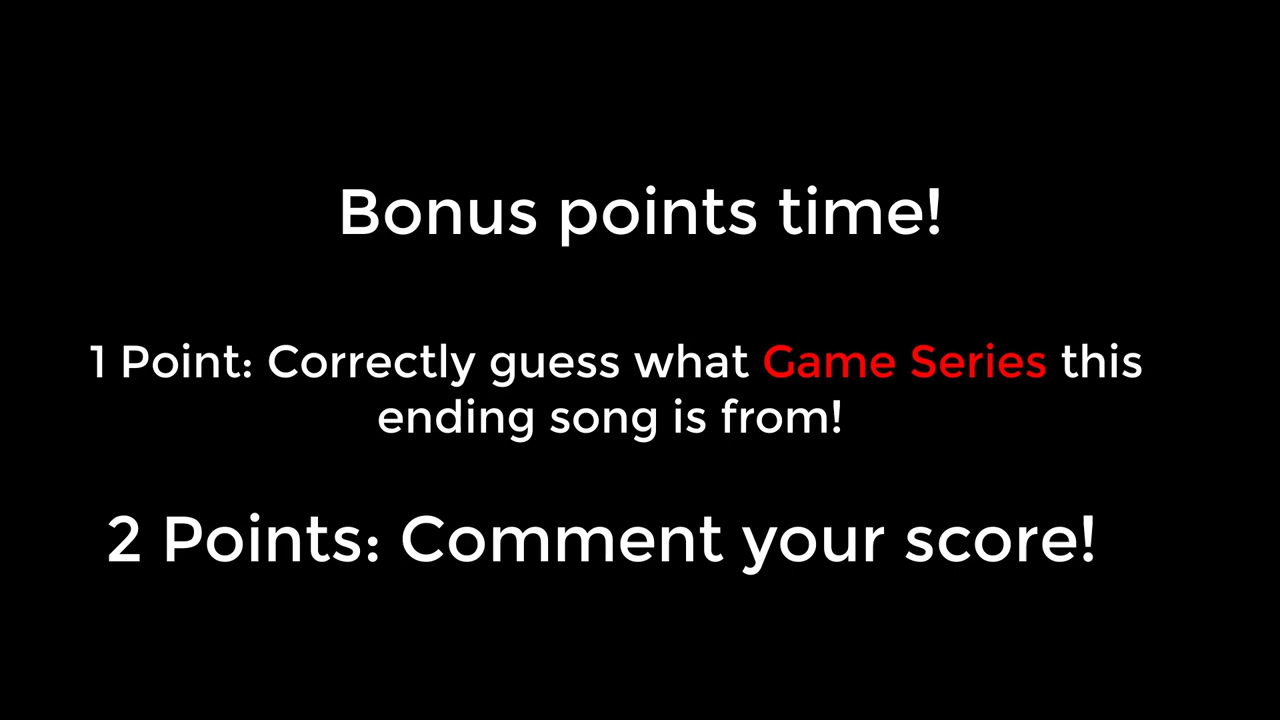 Bonus points time!
1 Point: Correctly guess what Game Series this
ending song is from!
2 Points: Comment your score!